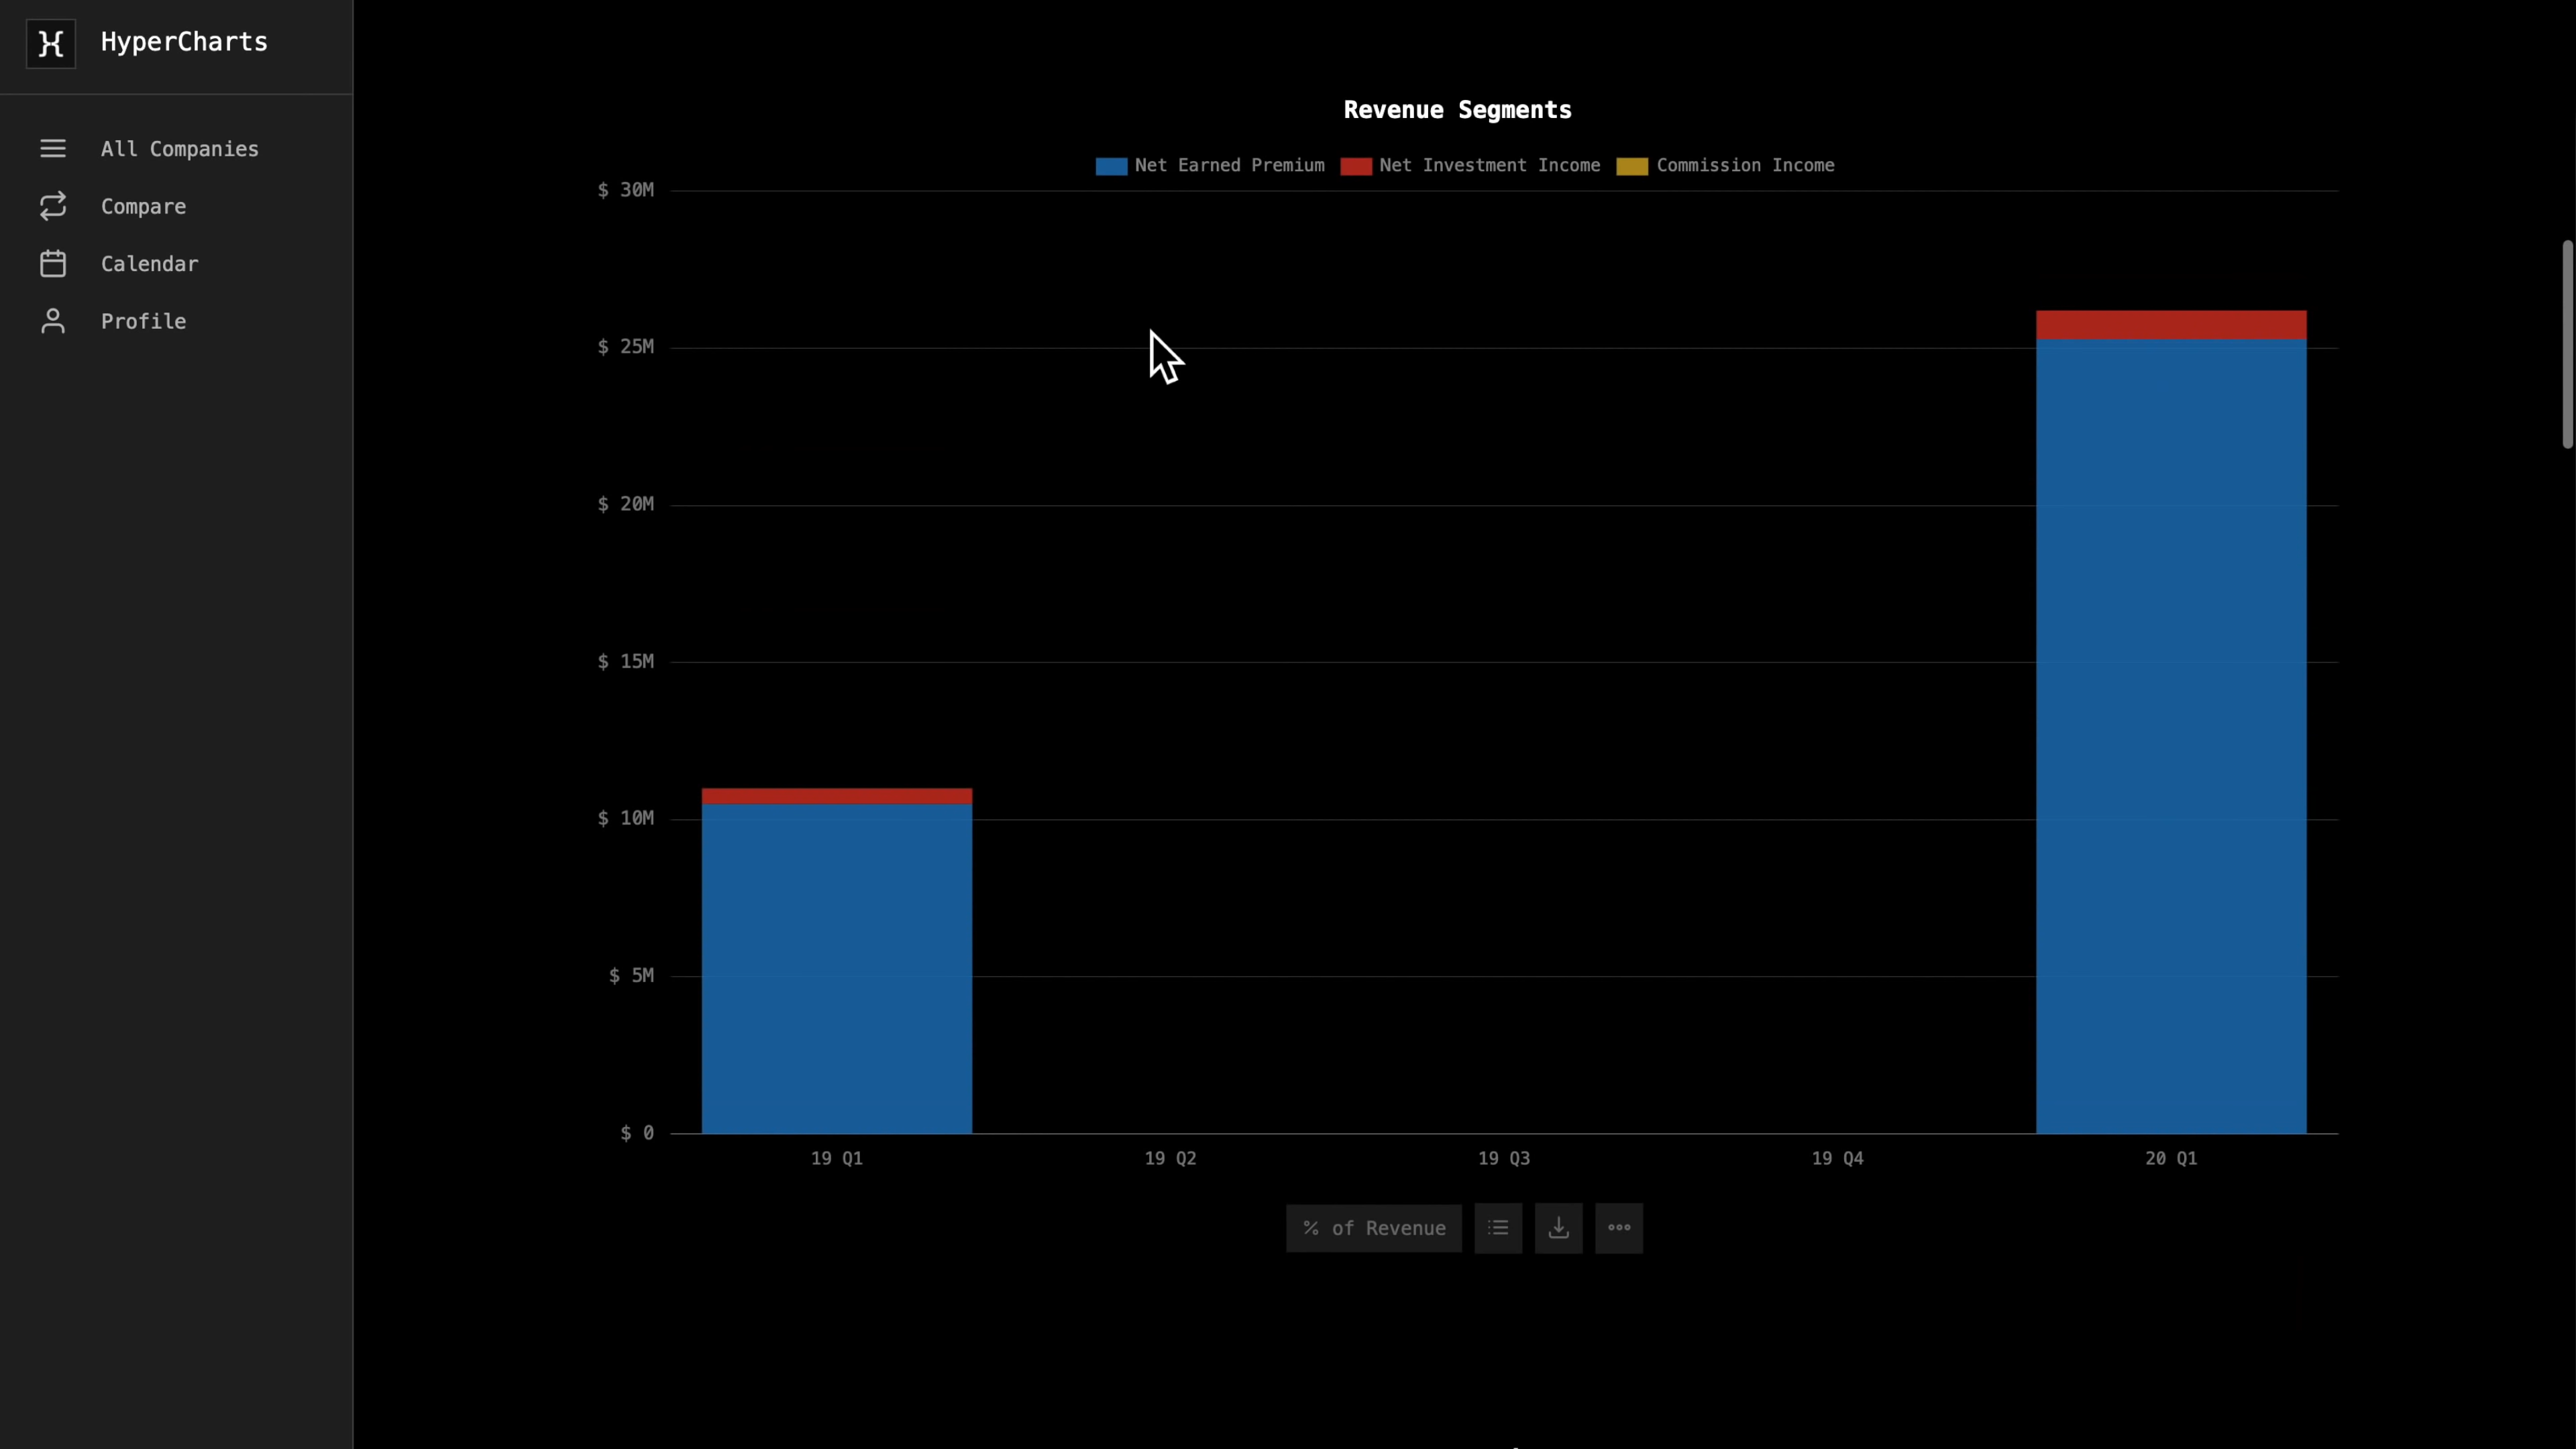 HyperCharts
All Companies
Compare
Calendar
Profile
Revenue Segments
Net Earned Premium Net Investment Income Commission Income
$ 30M
$ 25M
$ 20M
$ 15M
$ 10M
$ 5M
$ 0
19 Q1 19 Q2 19 Q3 19 Q4 20 Q1
% of Revenue